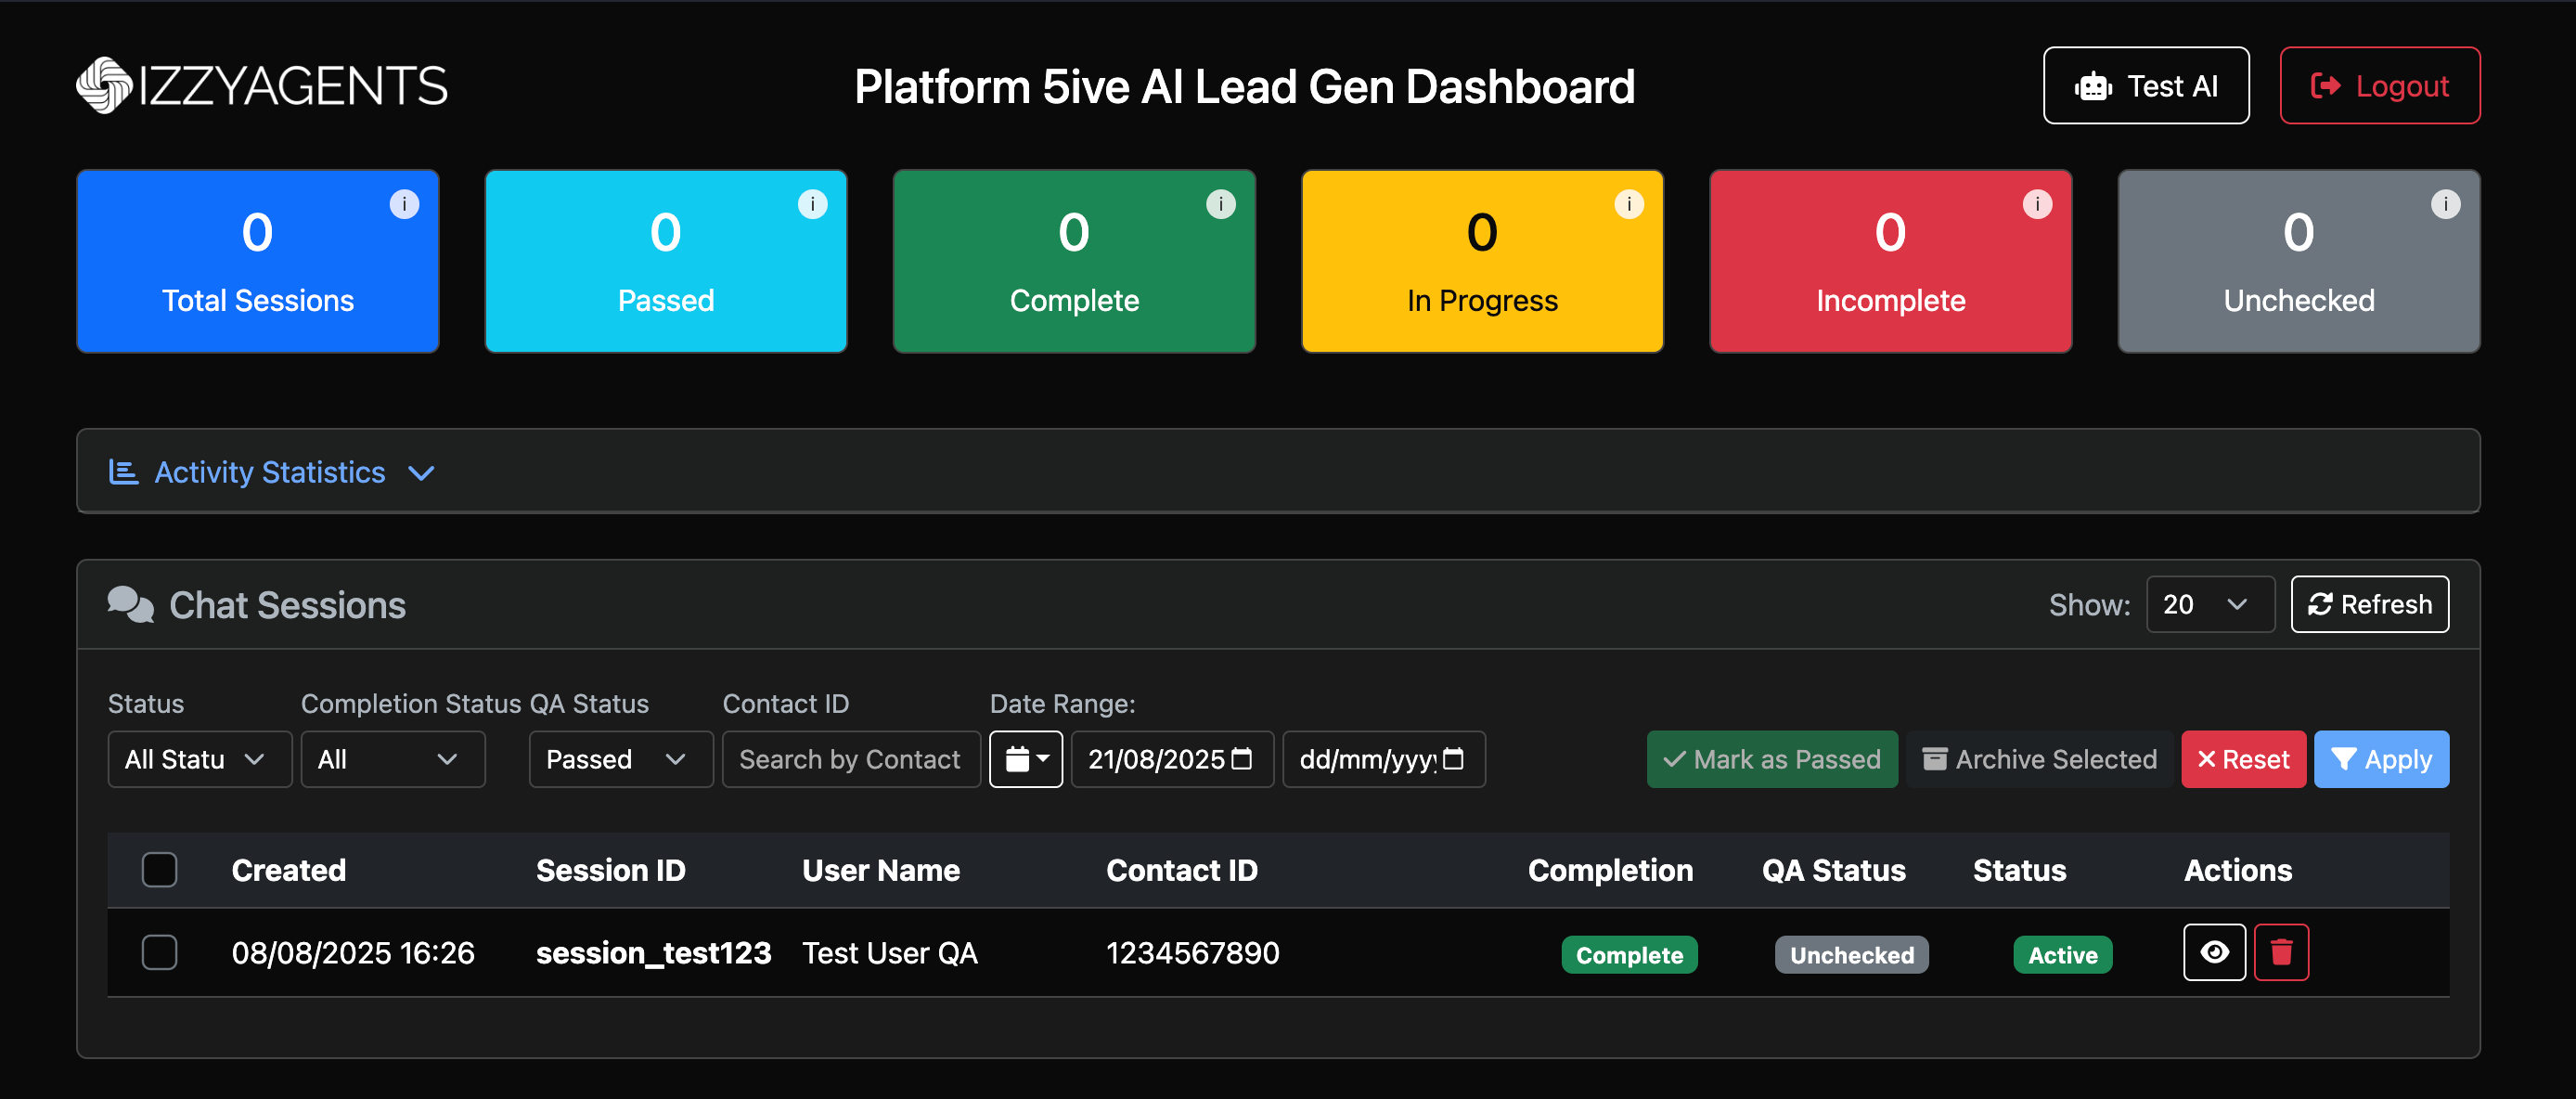 IZZYAGENTS
Platform 5ive AI Lead Gen Dashboard
Test AI
Logout
0
Total Sessions
i
0
Passed
i
0
Complete
i
0
In Progress
i
0
Incomplete
i
0
Unchecked
i
Activity Statistics
Chat Sessions
Show:
20
Refresh
Status
Completion Status
QA Status
Contact ID
Date Range:
All Statu
All
Passed
Search by Contact
21/08/2025
dd/mm/yyyy
Mark as Passed
Archive Selected
Reset
Apply
Created Session ID User Name Contact ID Completion QA Status Status Actions
08/08/2025 16:26 session_test123 Test User QA 1234567890 Complete Unchecked Active